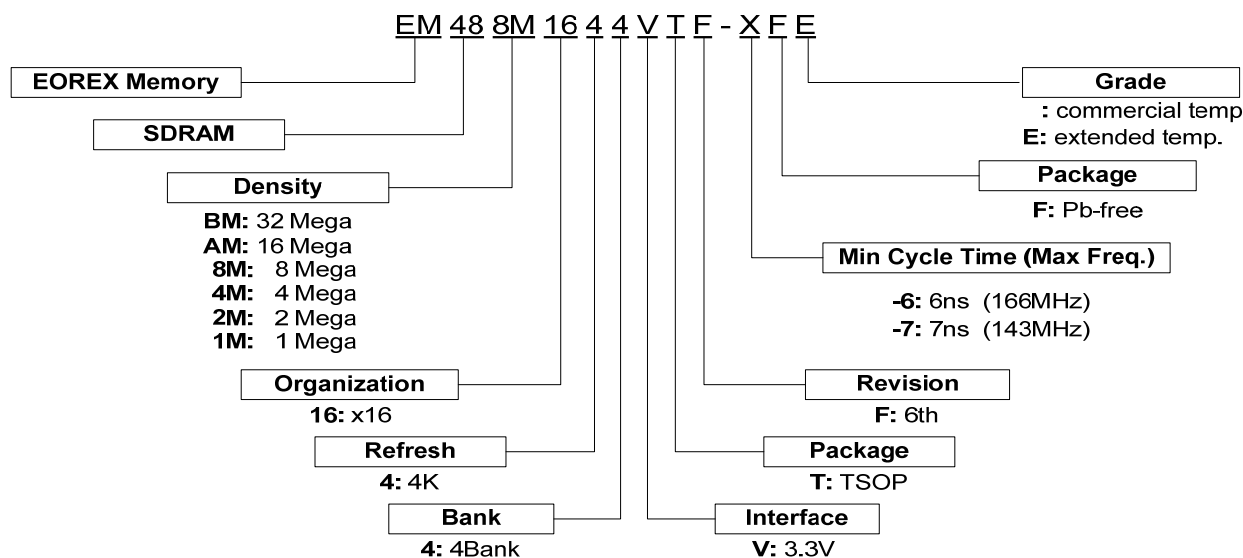 EM 48 8M 16 4 4 V T F - X F E
EOREX Memory
SDRAM
Density
BM: 32 Mega
AM: 16 Mega
8M: 8 Mega
4M: 4 Mega
2M: 2 Mega
1M: 1 Mega
Organization
16: x16
Refresh
4: 4K
Bank
4: 4Bank
Grade
: commercial temp
E: extended temp.
Package
F: Pb-free
Min Cycle Time (Max Freq.)
-6: 6ns (166MHz)
-7: 7ns (143MHz)
Revision
F: 6th
Package
T: TSOP
Interface
V: 3.3V